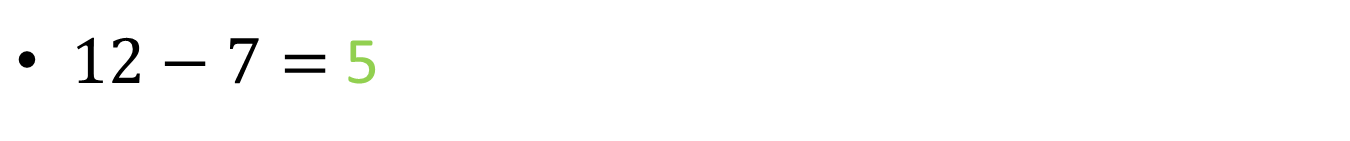 • 12 − 7 = 5